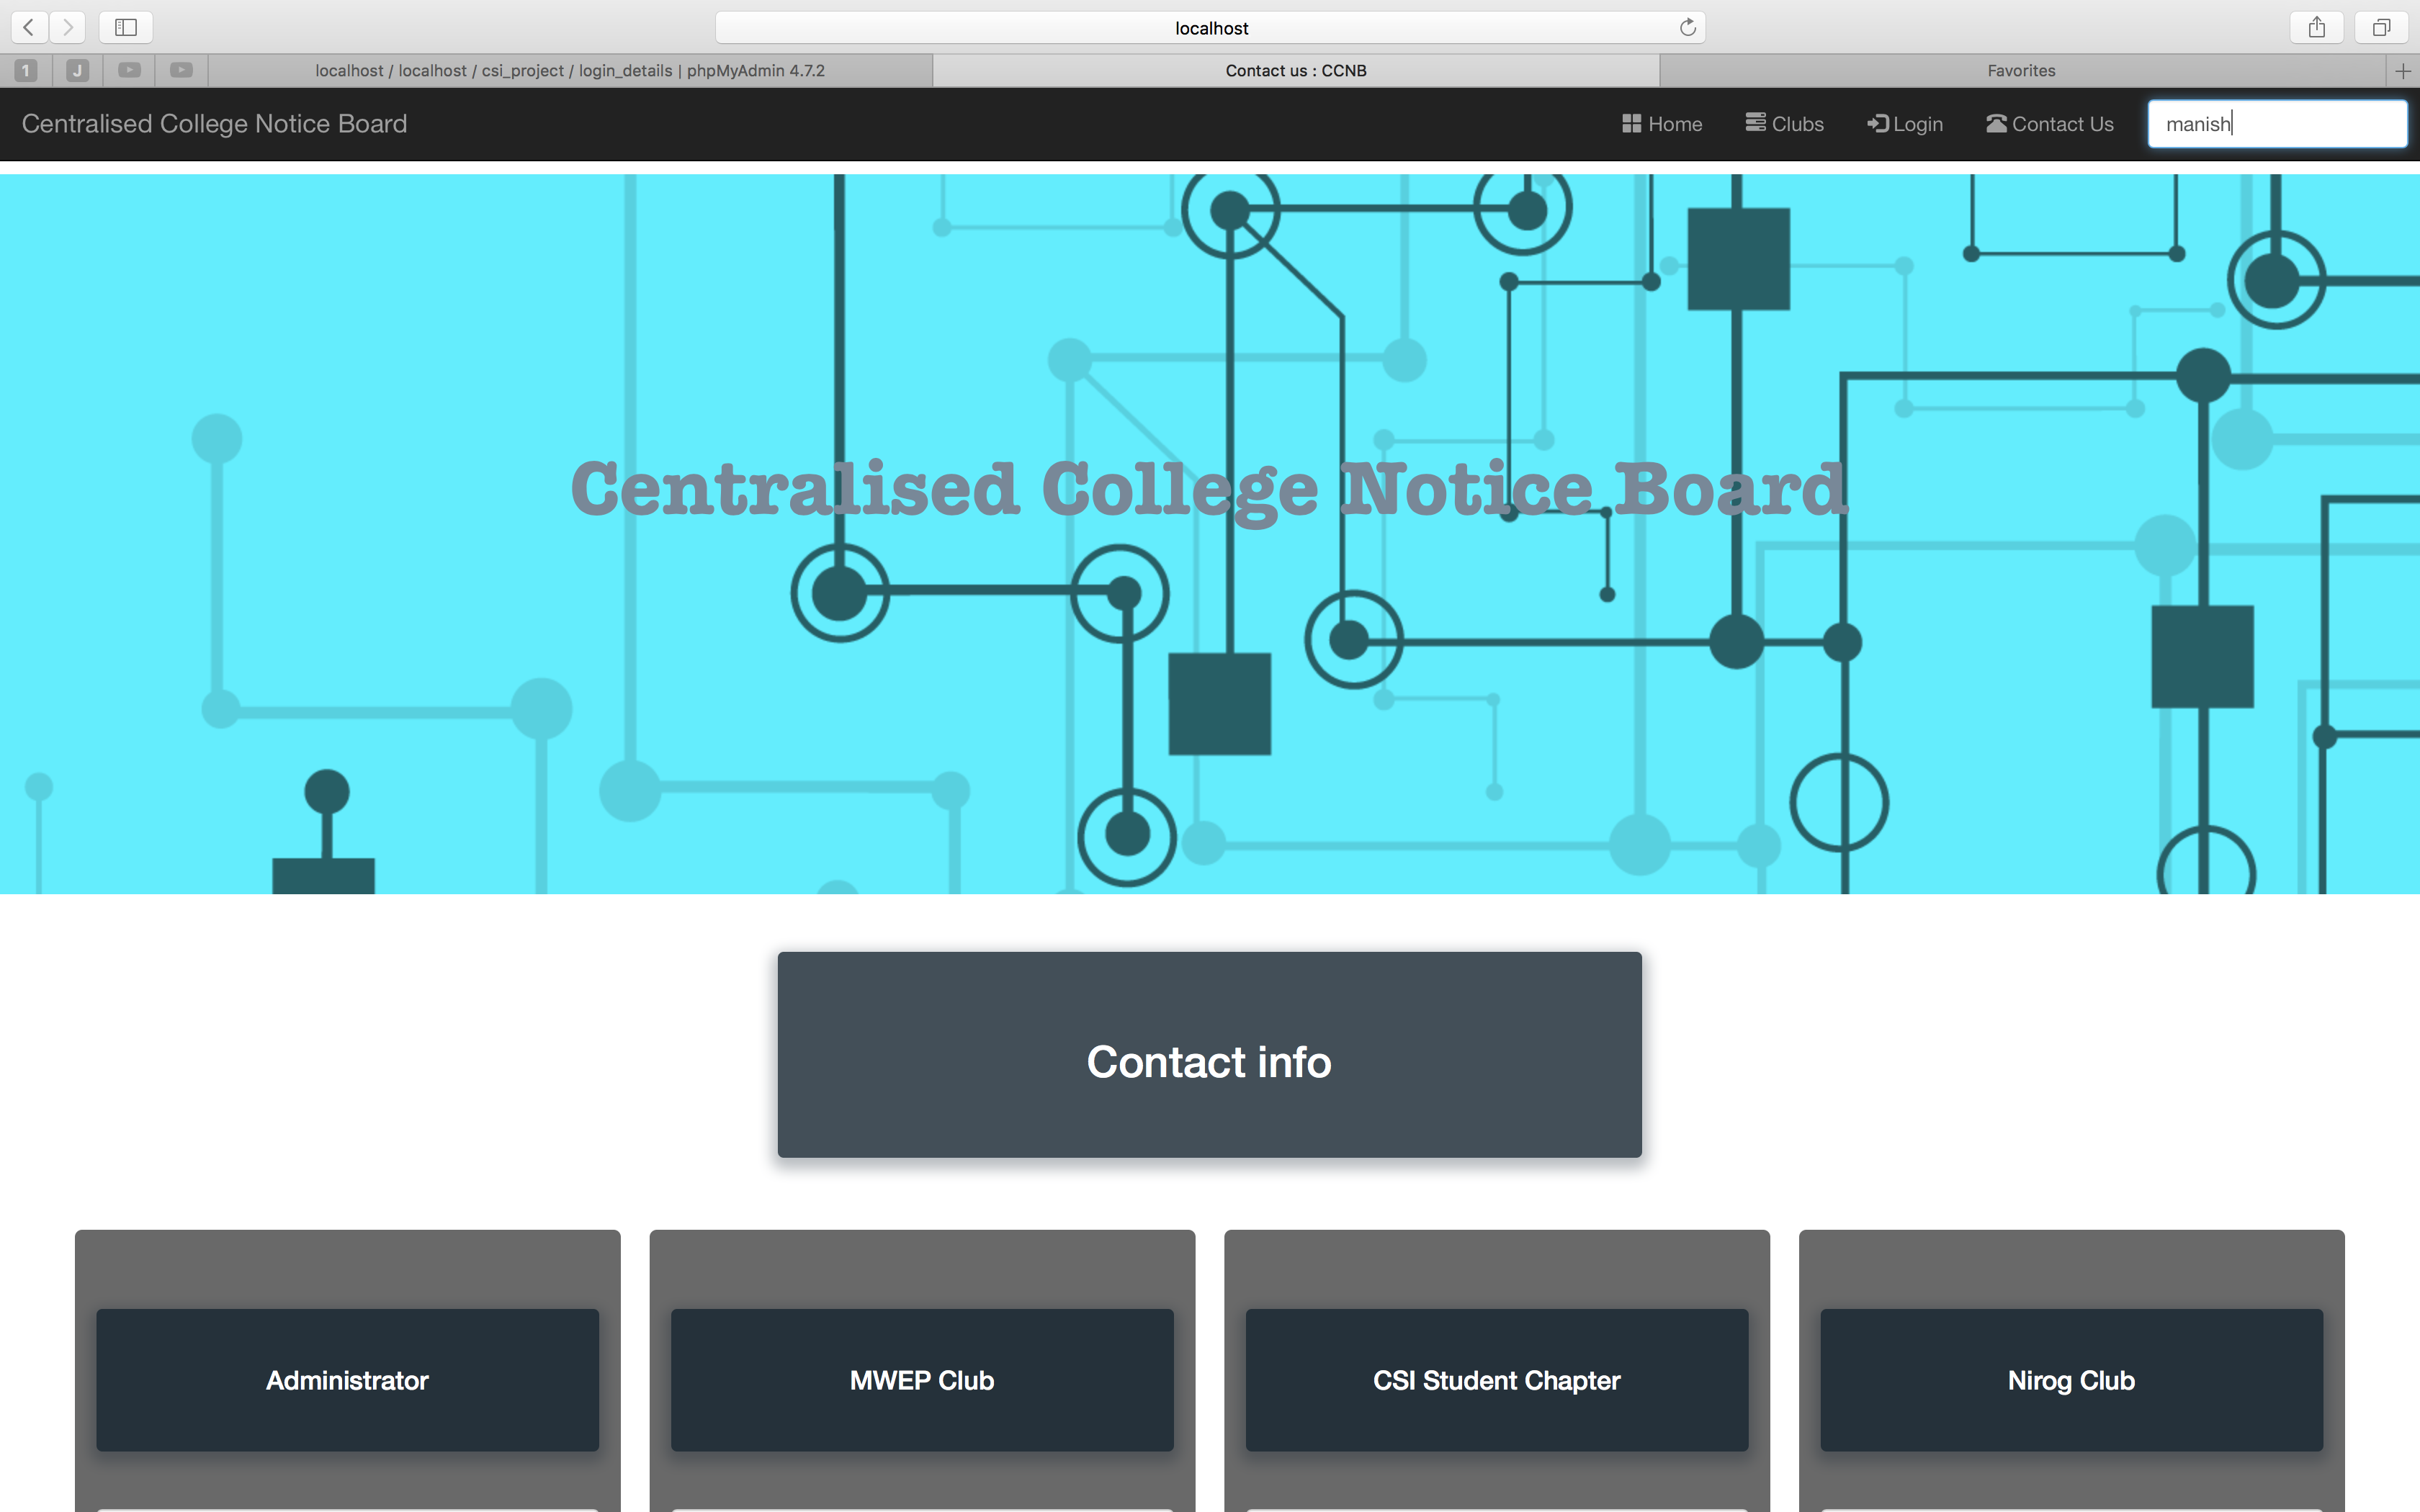 localhost
1
J
localhost / localhost / csi_project / login_details | phpMyAdmin 4.7.2
Contact us : CCNB
Favorites
Centralised College Notice Board
Home
Clubs
Login
Contact Us
manish
Centralised College Notice Board
Contact info
Administrator
MWEP Club
CSI Student Chapter
Nirog Club